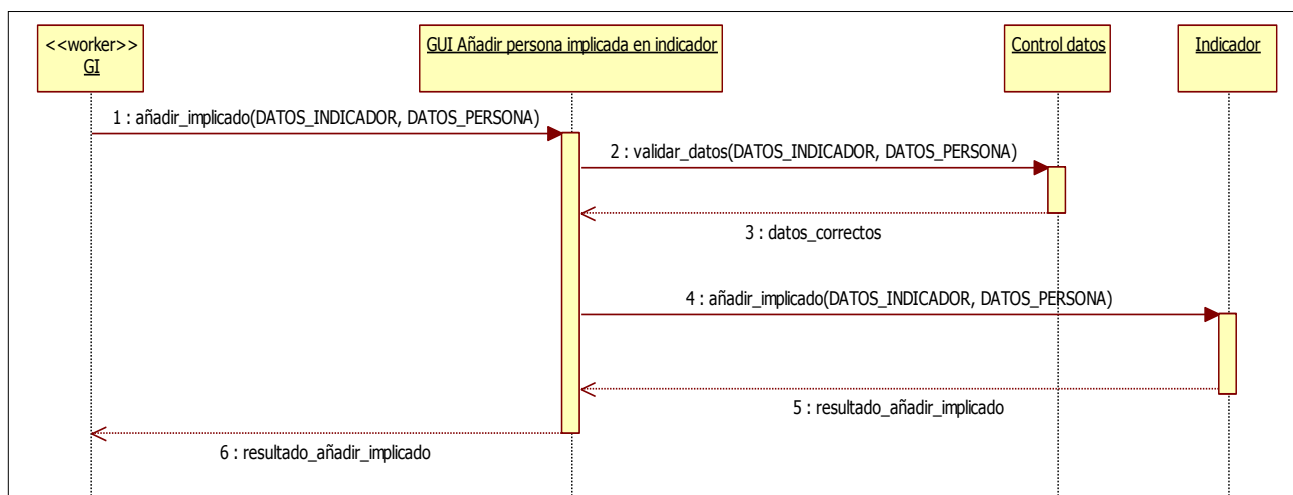 <<worker>>
GI
GUI Añadir persona implicada en indicador
Control datos
Indicador
1 : añadir_implicado(DATOS_INDICADOR, DATOS_PERSONA)
2 : validar_datos(DATOS_INDICADOR, DATOS_PERSONA)
3 : datos_correctos
4 : añadir_implicado(DATOS_INDICADOR, DATOS_PERSONA)
5 : resultado_añadir_implicado
6 : resultado_añadir_implicado